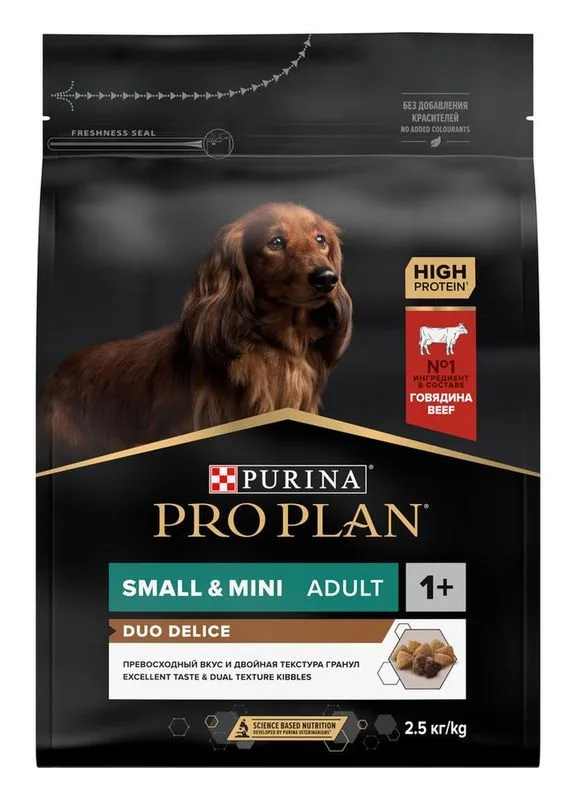 FRESHNESS SEAL
БЕЗ ДОБАВЛЕНИЯ
КРАСИТЕЛЕЙ
NO ADDED COLOURANTS
HIGH
PROTEIN¹
№1
ИНГРЕДИЕНТ
В СОСТАВЕ
ГОВЯДИНА
BEEF
PURINA®
PRO PLAN®
SMALL & MINI ADULT 1+
DUO DELICE
ПРЕВОСХОДНЫЙ ВКУС И ДВОЙНАЯ ТЕКСТУРА ГРАНУЛ
EXCELLENT TASTE & DUAL TEXTURE KIBBLES
SCIENCE BASED NUTRITION
DEVELOPED BY PURINA VETERINARIANS
2.5 кг/kg